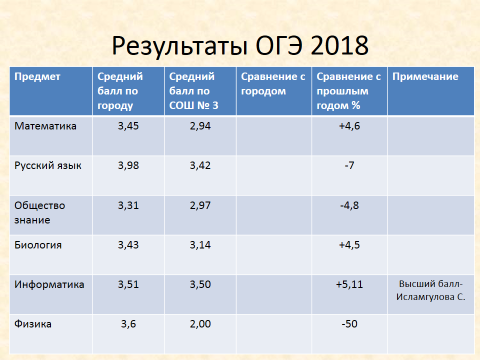 Результаты ОГЭ 2018
Предмет Средний балл по городу Средний балл по СОШ № 3 Сравнение с городом Сравнение с прошлым годом % Примечание
Математика 3,45 2,94 +4,6
Русский язык 3,98 3,42 -7
Общество знание 3,31 2,97 -4,8
Биология 3,43 3,14 +4,5
Информатика 3,51 3,50 +5,11 Высший балл- Исламгулова С.
Физика 3,6 2,00 -50